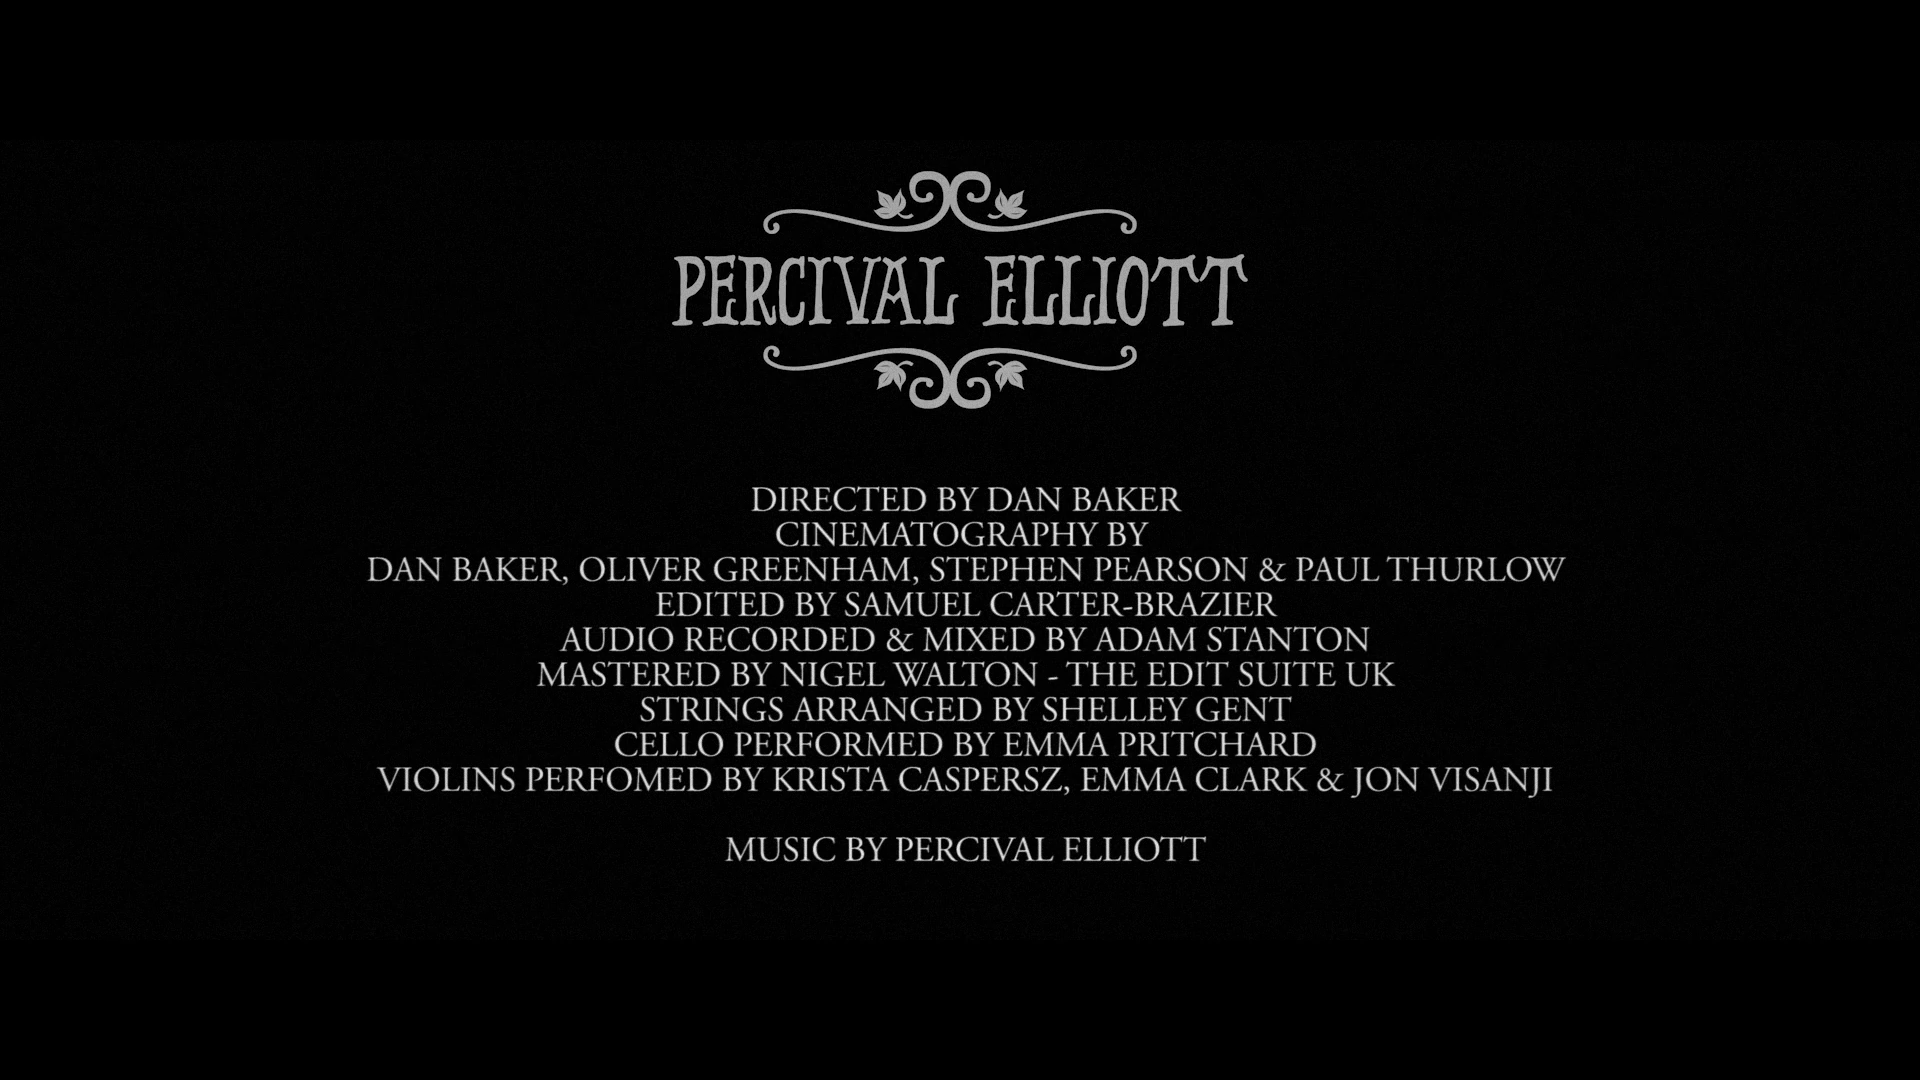 PERCIVAL ELLIOTT
DIRECTED BY DAN BAKER
CINEMATOGRAPHY BY
DAN BAKER, OLIVER GREENHAM, STEPHEN PEARSON & PAUL THURLOW
EDITED BY SAMUEL CARTER-BRAZIER
AUDIO RECORDED & MIXED BY ADAM STANTON
MASTERED BY NIGEL WALTON - THE EDIT SUITE UK
STRINGS ARRANGED BY SHELLEY GENT
CELLO PERFORMED BY EMMA PRITCHARD
VIOLINS PERFOMED BY KRISTA CASPERSZ, EMMA CLARK & JON VISANJI
MUSIC BY PERCIVAL ELLIOTT